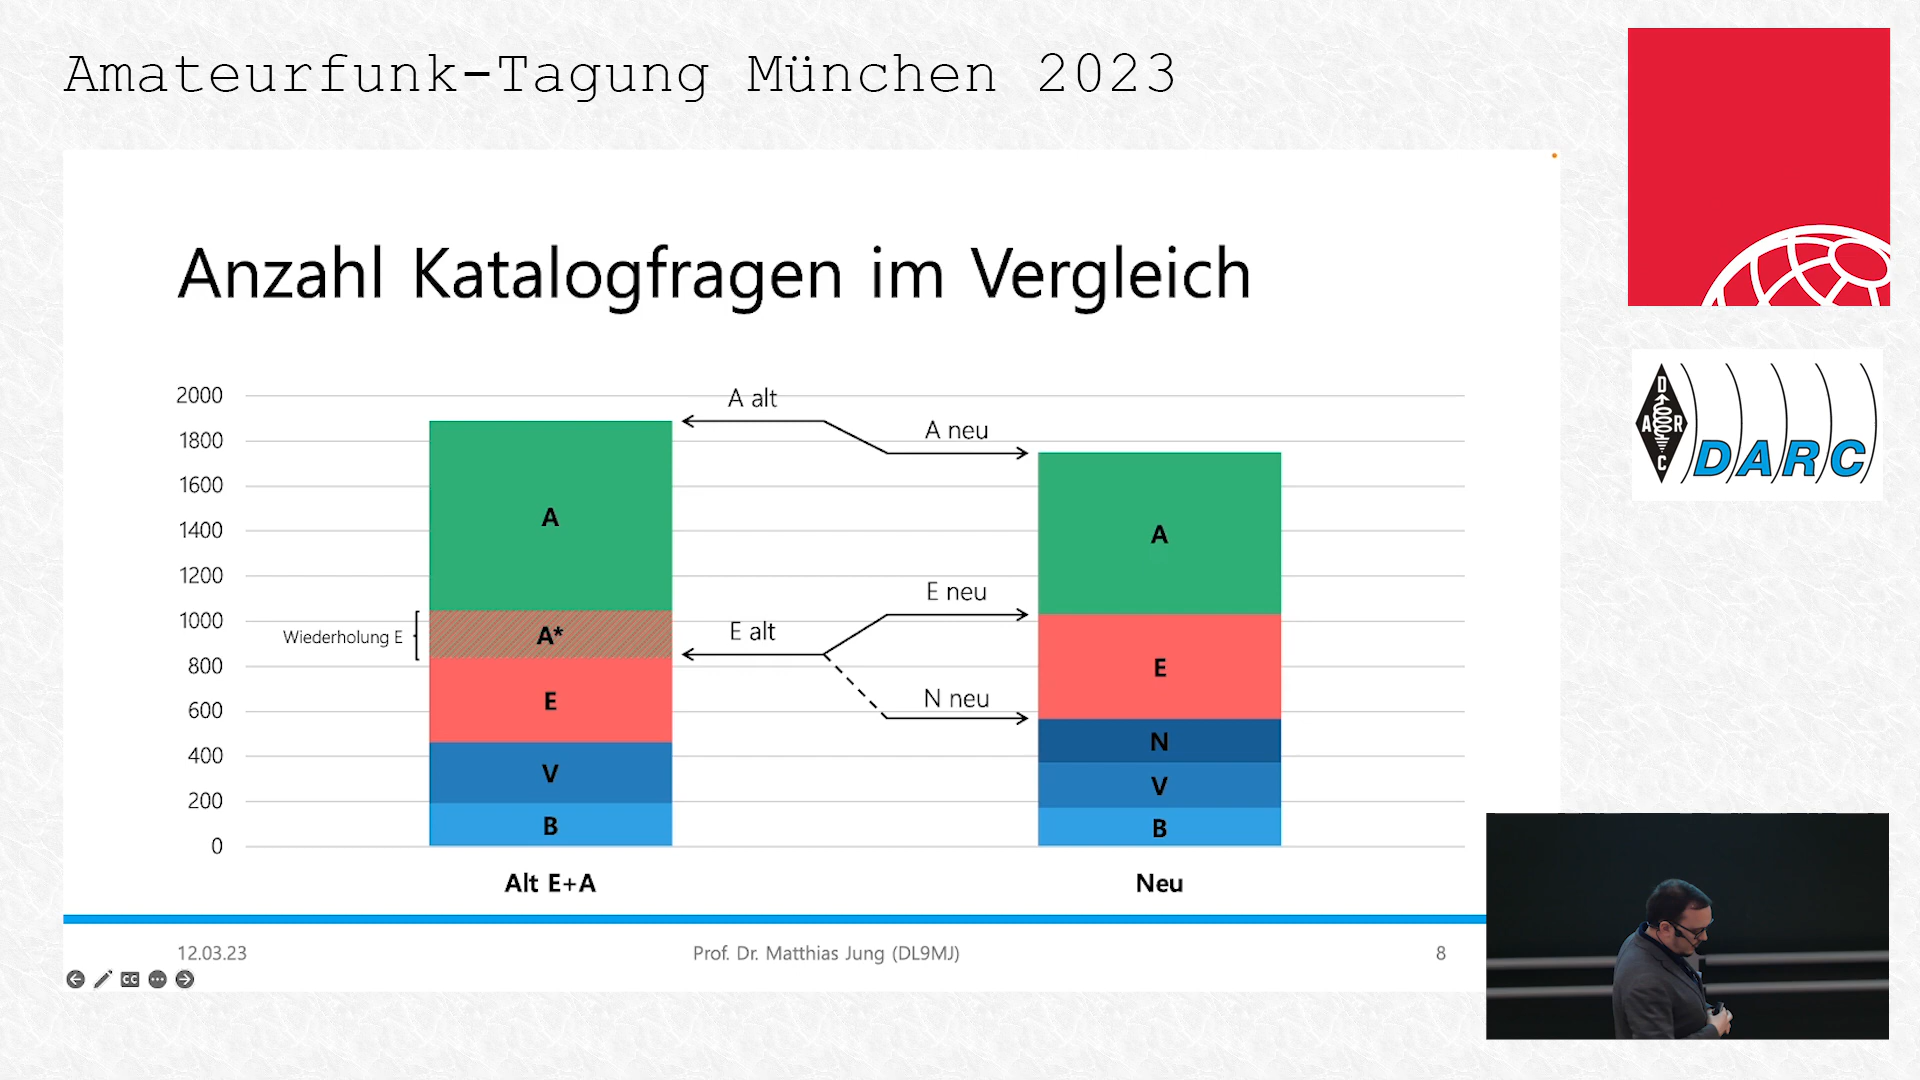 Amateurfunk-Tagung München 2023
Anzahl Katalogfragen im Vergleich
2000
1800
1600
1400
1200
1000
800
600
400
200
0
Wiederholung E
A
A*
E
V
B
A alt
A neu
E neu
E alt
N neu
A
E
N
V
B
Alt E+A
Neu
12.03.23
Prof. Dr. Matthias Jung (DL9MJ)
8
CC
D
A R
C
DARC